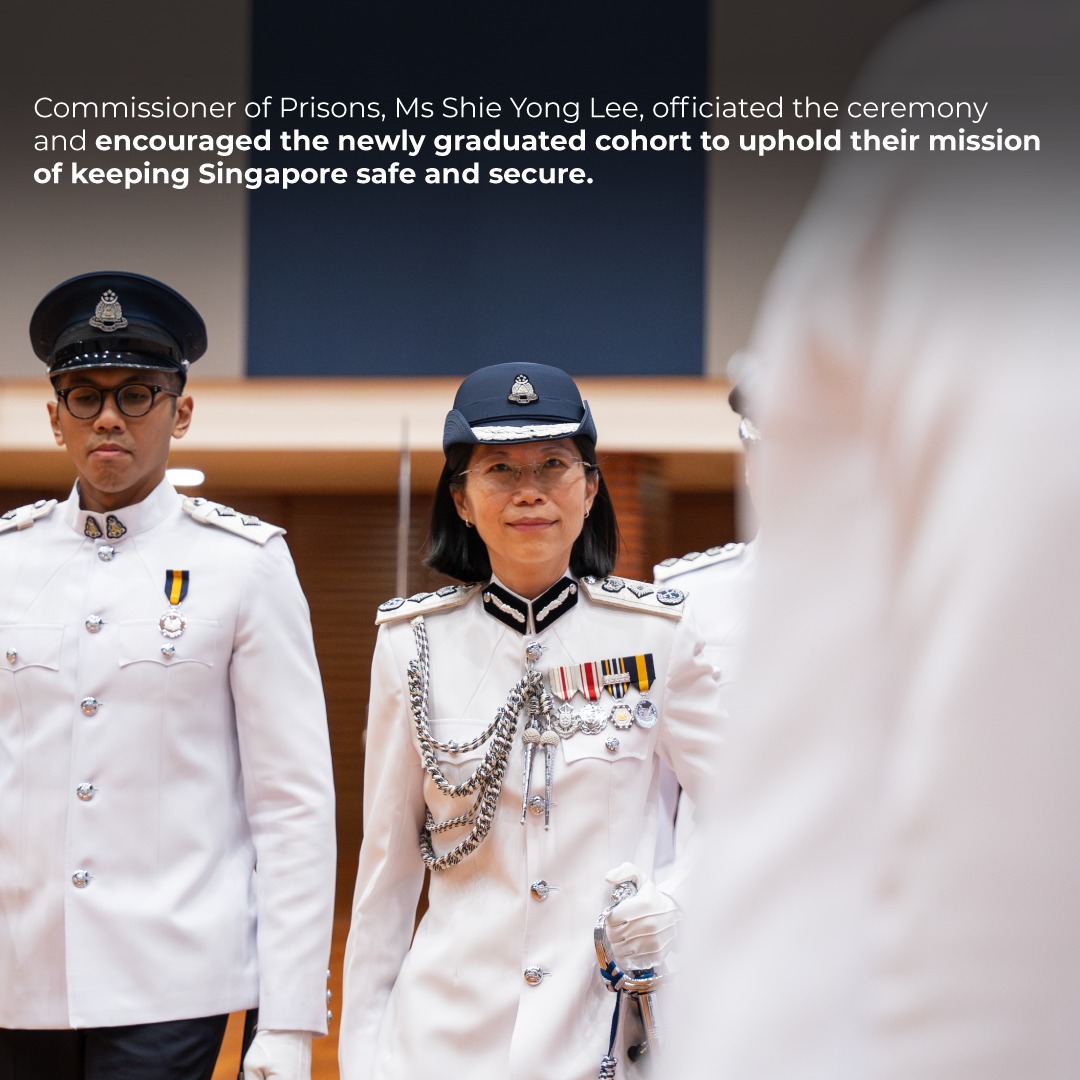 Commissioner of Prisons, Ms Shie Yong Lee, officiated the ceremony
and encouraged the newly graduated cohort to uphold their mission
of keeping Singapore safe and secure.